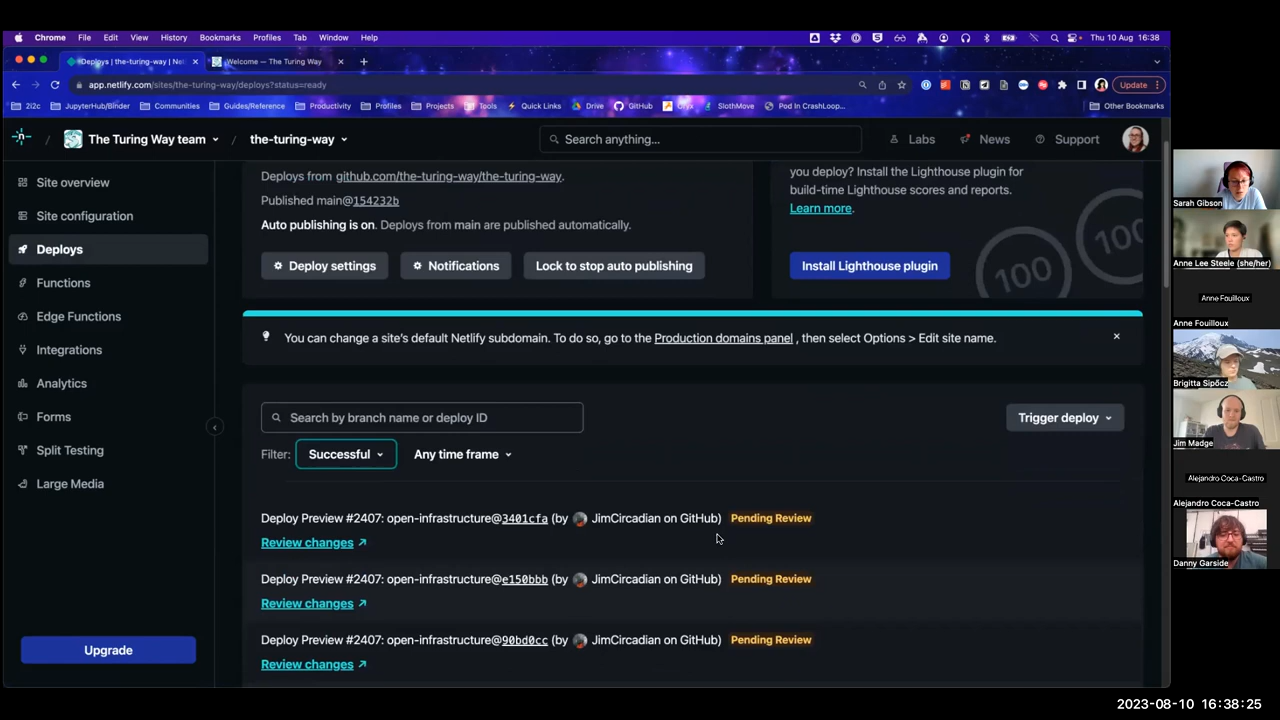 Chrome File Edit View History Bookmarks Profiles Tab Window Help Thu 10 Aug 16:38
Deploys | the-turing-way | Net Welcome — The Turing Way
app.netlify.com/sites/the-turing-way/deploys?status=ready Update
2i2c JupyterHub/Binder Communities Guides/Reference Productivity Profiles Projects Tools Quick Links Drive GitHub SlothMove Pod In CrashLoop... Other Bookmarks
The Turing Way team / the-turing-way Search anything... Labs News Support
Site overview
Site configuration
Deploys
Functions
Edge Functions
Integrations
Analytics
Forms
Split Testing
Large Media
Upgrade
Deploys from github.com/the-turing-way/the-turing-way.
Published main@154232b
Auto publishing is on. Deploys from main are published automatically.
Deploy settings Notifications Lock to stop auto publishing
you deploy? Install the Lighthouse plugin for
build-time Lighthouse scores and reports.
Learn more.
Install Lighthouse plugin
100
100
You can change a site's default Netlify subdomain. To do so, go to the Production domains panel , then select Options > Edit site name.
Search by branch name or deploy ID
Trigger deploy
Filter: Successful Any time frame
Deploy Preview #2407: open-infrastructure@3401cfa (by JimCircadian on GitHub) Pending Review
Review changes
Deploy Preview #2407: open-infrastructure@e150bbb (by JimCircadian on GitHub) Pending Review
Review changes
Deploy Preview #2407: open-infrastructure@90bd0cc (by JimCircadian on GitHub) Pending Review
Review changes
Sarah Gibson
Anne Lee Steele (she/her)
Anne Fouilloux
Anne Fouilloux
Brigitta Sipőcz
Jim Madge
Alejandro Coca-Castro
Alejandro Coca-Castro
Danny Garside
2023-08-10 16:38:25